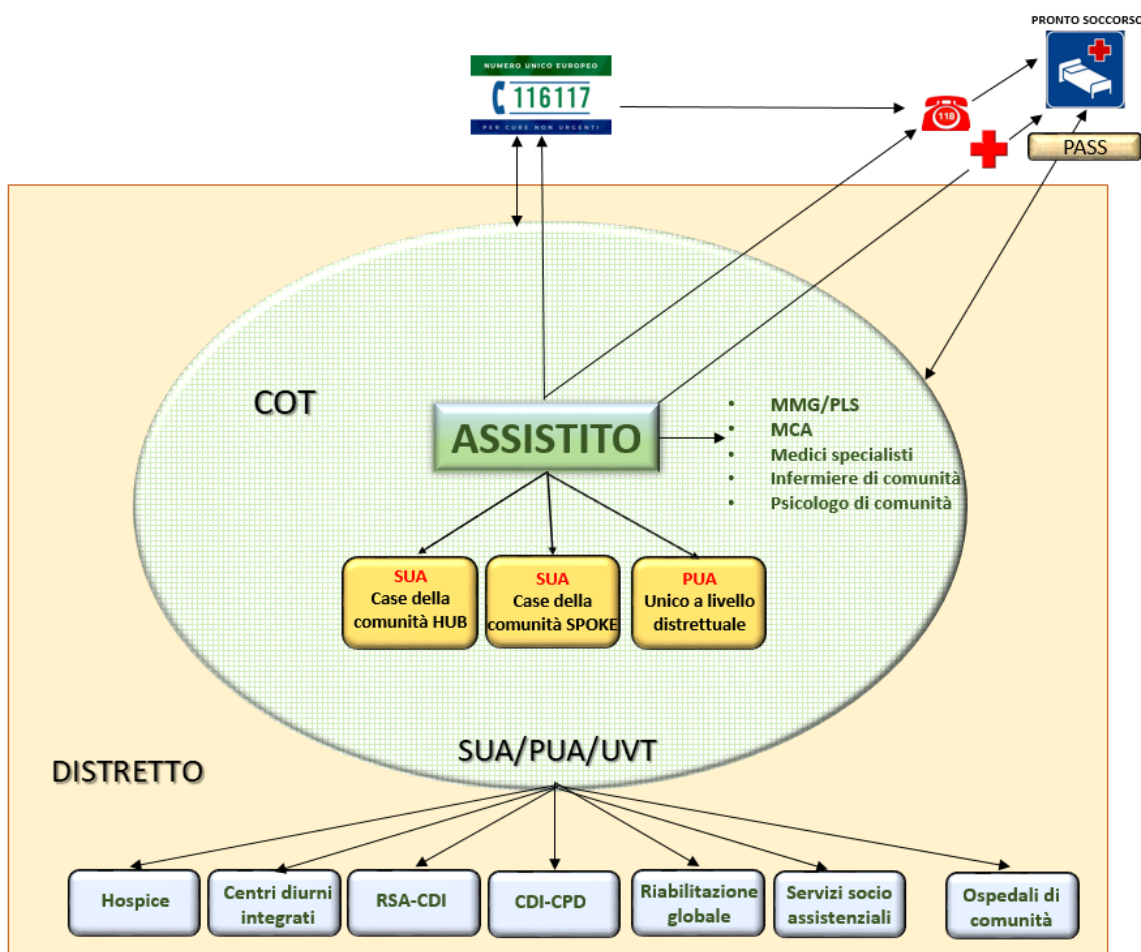 PRONTO SOCCORSO
NUMERO UNICO EUROPEO
116117
PER CURE NON URGENTI
118
PASS
COT
ASSISTITO
• MMG/PLS
• MCA
• Medici specialisti
• Infermiere di comunità
• Psicologo di comunità
SUA
Case della
comunità HUB
SUA
Case della
comunità SPOKE
PUA
Unico a livello
distrettuale
SUA/PUA/UVT
DISTRETTO
Hospice
Centri diurni
integrati
RSA-CDI
CDI-CPD
Riabilitazione
globale
Servizi socio
assistenziali
Ospedali di
comunità